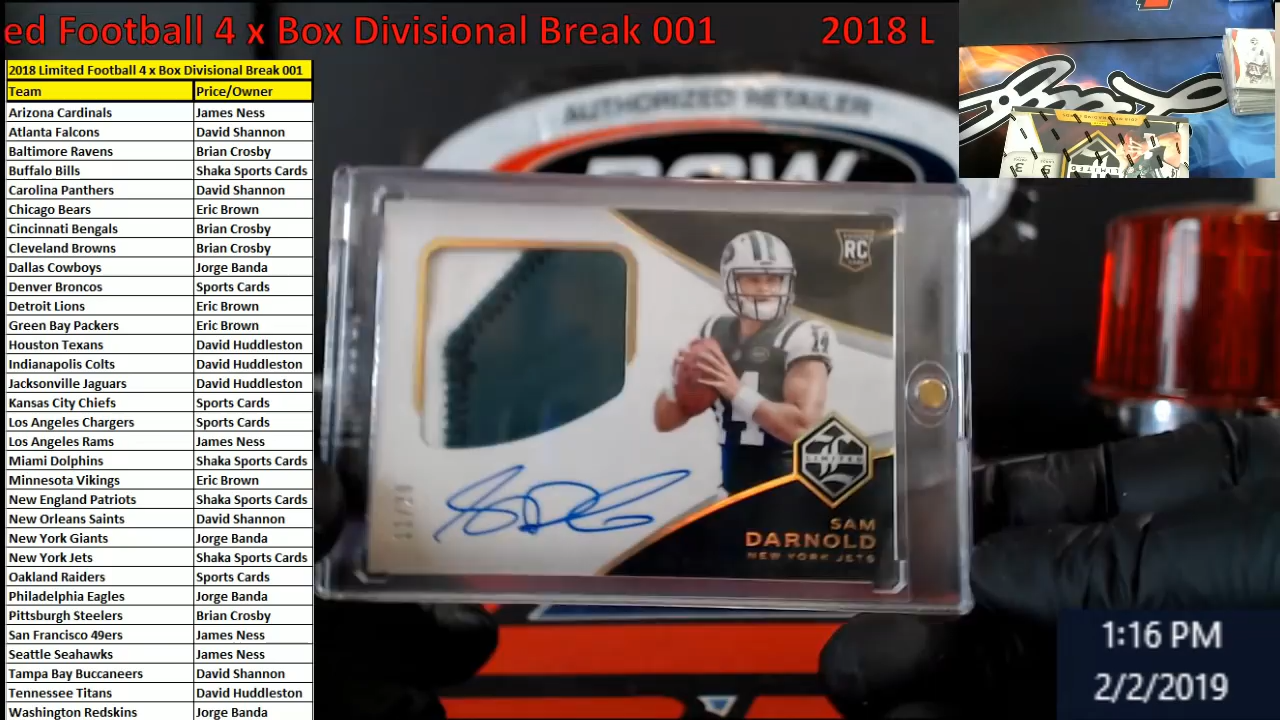 ed Football 4 x Box Divisional Break 001 2018 L
2018 Limited Football 4 x Box Divisional Break 001
Team Price/Owner
Arizona Cardinals James Ness
Atlanta Falcons David Shannon
Baltimore Ravens Brian Crosby
Buffalo Bills Shaka Sports Cards
Carolina Panthers David Shannon
Chicago Bears Eric Brown
Cincinnati Bengals Brian Crosby
Cleveland Browns Brian Crosby
Dallas Cowboys Jorge Banda
Denver Broncos Sports Cards
Detroit Lions Eric Brown
Green Bay Packers Eric Brown
Houston Texans David Huddleston
Indianapolis Colts David Huddleston
Jacksonville Jaguars David Huddleston
Kansas City Chiefs Sports Cards
Los Angeles Chargers Sports Cards
Los Angeles Rams James Ness
Miami Dolphins Shaka Sports Cards
Minnesota Vikings Eric Brown
New England Patriots Shaka Sports Cards
New Orleans Saints David Shannon
New York Giants Jorge Banda
New York Jets Shaka Sports Cards
Oakland Raiders Sports Cards
Philadelphia Eagles Jorge Banda
Pittsburgh Steelers Brian Crosby
San Francisco 49ers James Ness
Seattle Seahawks James Ness
Tampa Bay Buccaneers David Shannon
Tennessee Titans David Huddleston
Washington Redskins Jorge Banda
AUTHORIZED RETAILER
BCW
RC
14
LIMITED
SAM
DARNOLD
NEW YORK JETS
LIMITED
1:16 PM
2/2/2019